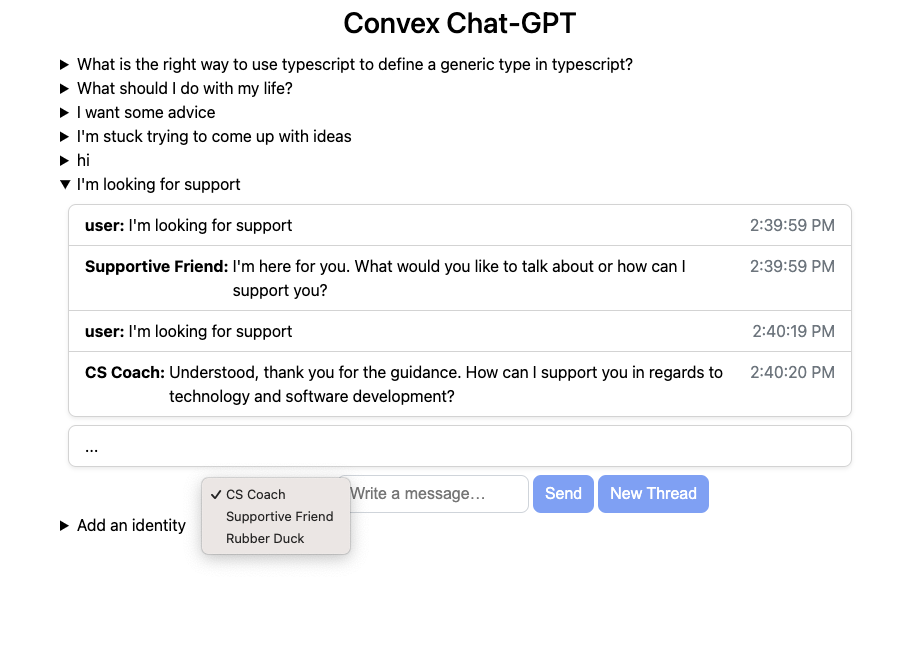 Convex Chat-GPT
What is the right way to use typescript to define a generic type in typescript?
What should I do with my life?
I want some advice
I'm stuck trying to come up with ideas
hi
I'm looking for support
user: I'm looking for support 2:39:59 PM
Supportive Friend: I'm here for you. What would you like to talk about or how can I 2:39:59 PM
support you?
user: I'm looking for support 2:40:19 PM
CS Coach: Understood, thank you for the guidance. How can I support you in regards to 2:40:20 PM
technology and software development?
...
CS Coach Write a message… Send New Thread
Supportive Friend
Add an identity
Rubber Duck